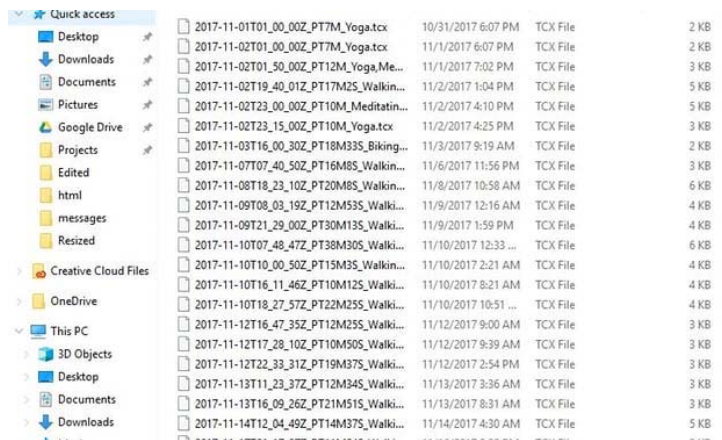 Quick access
Desktop
Downloads
Documents
Pictures
Google Drive
Projects
Edited
html
messages
Resized
Creative Cloud Files
OneDrive
This PC
3D Objects
Desktop
Documents
Downloads
2017-11-01T01_00_00Z_PT7M_Yoga.tcx 10/31/2017 6:07 PM TCX File 2 KB
2017-11-02T01_00_00Z_PT7M_Yoga.tcx 11/1/2017 6:07 PM TCX File 2 KB
2017-11-02T01_50_00Z_PT12M_Yoga,Me... 11/1/2017 7:02 PM TCX File 3 KB
2017-11-02T19_40_01Z_PT17M2S_Walkin... 11/2/2017 1:04 PM TCX File 5 KB
2017-11-02T23_00_00Z_PT10M_Meditatin... 11/2/2017 4:10 PM TCX File 5 KB
2017-11-02T23_15_00Z_PT10M_Yoga.tcx 11/2/2017 4:25 PM TCX File 3 KB
2017-11-03T16_00_30Z_PT18M33S_Biking... 11/3/2017 9:19 AM TCX File 2 KB
2017-11-07T07_40_50Z_PT16M8S_Walkin... 11/6/2017 11:56 PM TCX File 3 KB
2017-11-08T18_23_10Z_PT20M8S_Walkin... 11/8/2017 10:58 AM TCX File 6 KB
2017-11-09T08_03_19Z_PT12M53S_Walki... 11/9/2017 12:16 AM TCX File 4 KB
2017-11-09T21_29_00Z_PT30M13S_Walki... 11/9/2017 1:59 PM TCX File 4 KB
2017-11-10T07_48_47Z_PT38M30S_Walki... 11/10/2017 12:33 ... TCX File 6 KB
2017-11-10T10_00_50Z_PT15M3S_Walkin... 11/10/2017 2:21 AM TCX File 4 KB
2017-11-10T16_11_46Z_PT10M12S_Walki... 11/10/2017 8:21 AM TCX File 4 KB
2017-11-10T18_27_57Z_PT22M25S_Walki... 11/10/2017 10:51 ... TCX File 4 KB
2017-11-12T16_47_35Z_PT12M25S_Walki... 11/12/2017 9:00 AM TCX File 3 KB
2017-11-12T17_28_10Z_PT10M50S_Walki... 11/12/2017 9:39 AM TCX File 3 KB
2017-11-12T22_33_31Z_PT19M37S_Walki... 11/12/2017 2:54 PM TCX File 3 KB
2017-11-13T11_23_37Z_PT12M34S_Walki... 11/13/2017 3:36 AM TCX File 3 KB
2017-11-13T16_09_26Z_PT21M51S_Walki... 11/13/2017 8:31 AM TCX File 3 KB
2017-11-14T12_04_49Z_PT14M37S_Walki... 11/14/2017 4:30 AM TCX File 5 KB